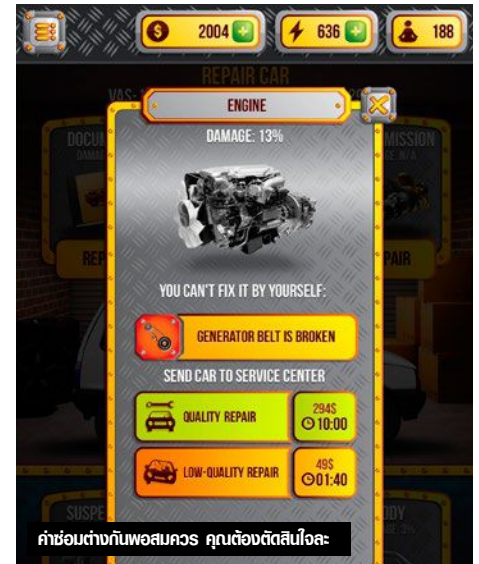 2004
636
188
REPAIR CAR
VAS-
ENGINE
DAMAGE: 13%
YOU CAN'T FIX IT BY YOURSELF:
GENERATOR BELT IS BROKEN
SEND CAR TO SERVICE CENTER
QUALITY REPAIR
294$
10:00
LOW-QUALITY REPAIR
49$
01:40
ค่าซ่อมต่างกันพอสมควร คุณต้องตัดสินใจละ